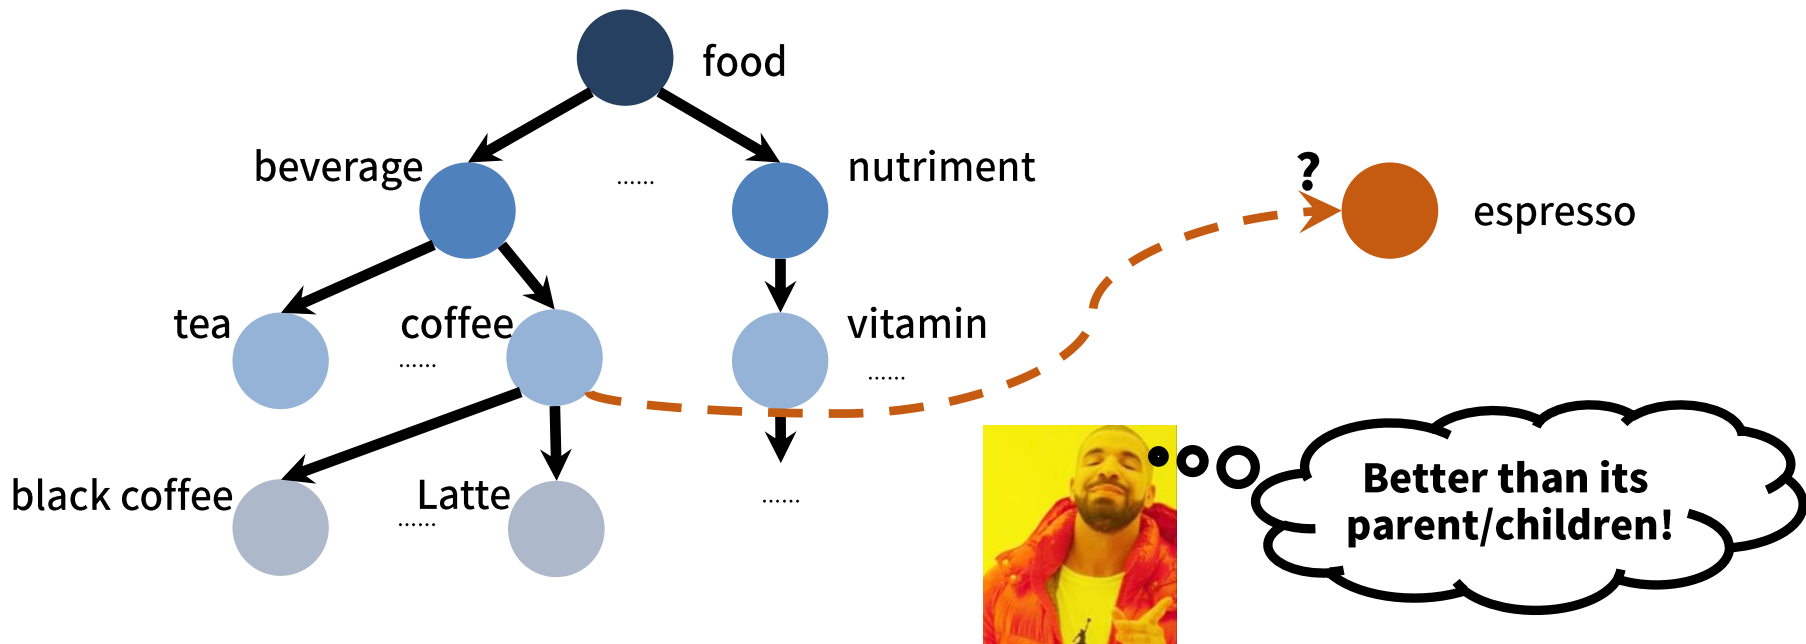 food
beverage
......
nutriment
?
espresso
tea
coffee
......
vitamin
......
black coffee
......
Latte
......
Better than its
parent/children!